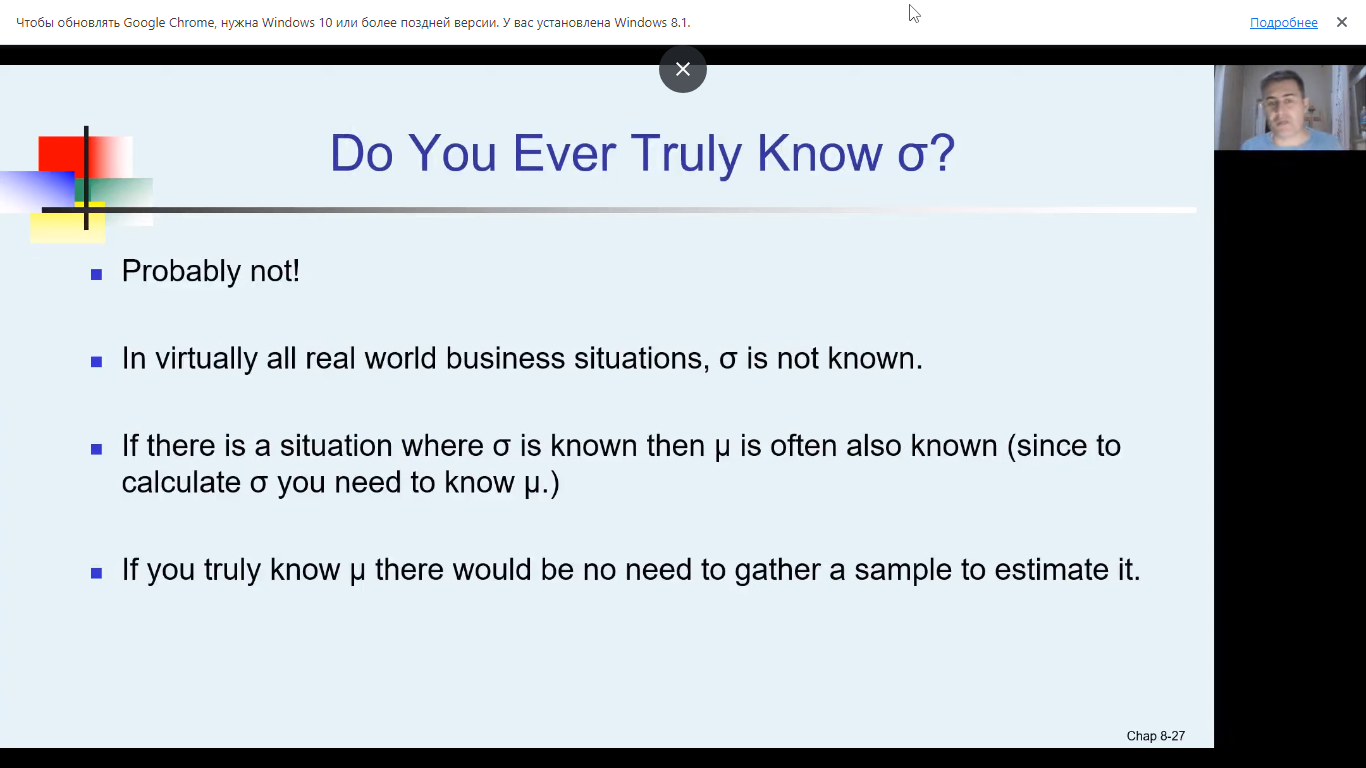 Чтобы обновлять Google Chrome, нужна Windows 10 или более поздней версии. У вас установлена Windows 8.1.
Подробнее
Do You Ever Truly Know σ?
Probably not!
In virtually all real world business situations, σ is not known.
If there is a situation where σ is known then µ is often also known (since to
calculate σ you need to know µ.)
If you truly know µ there would be no need to gather a sample to estimate it.
Chap 8-27